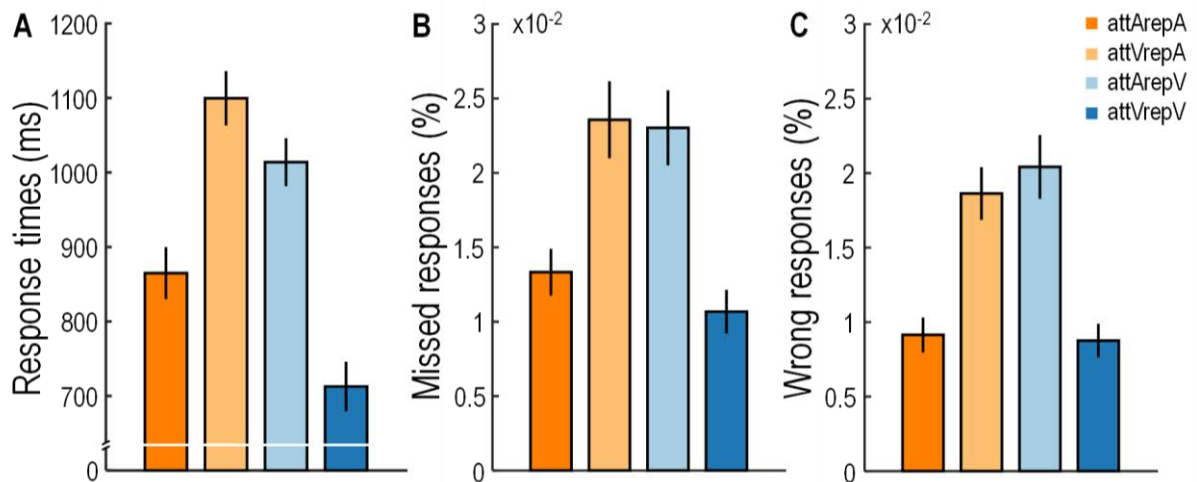 A
Response times (ms)
1200
1100
1000
900
800
700
0
B
x10-2
Missed responses (%)
3
2.5
2
1.5
1
0.5
0
C
x10-2
Wrong responses (%)
3
2.5
2
1.5
1
0.5
0
attArepA
attVrepA
attArepV
attVrepV